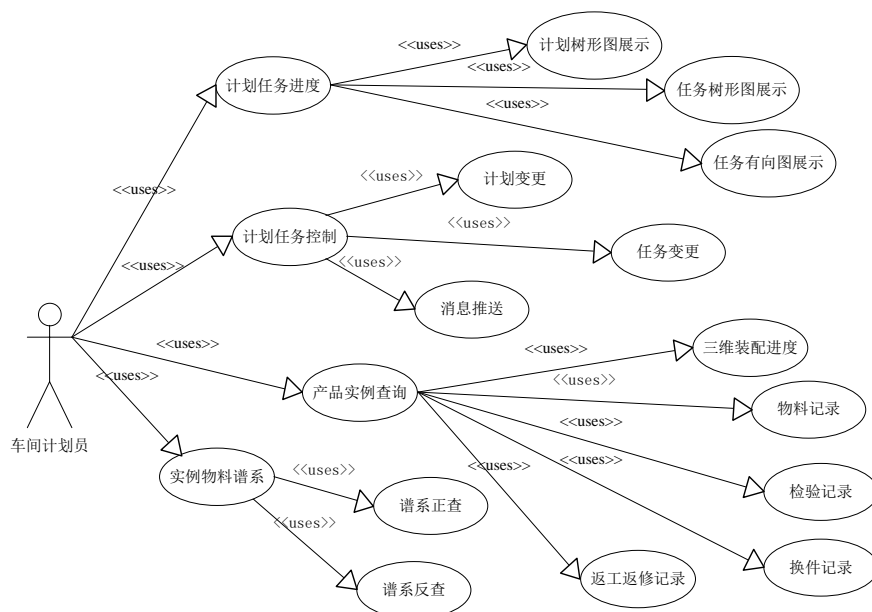 <<uses>>
计划树形图展示
<<uses>>
计划任务进度
任务树形图展示
<<uses>>
任务有向图展示
<<uses>>
<<uses>>
计划变更
<<uses>>
计划任务控制
任务变更
<<uses>>
<<uses>>
消息推送
<<uses>>
<<uses>>
三维装配进度
<<uses>>
<<uses>>
产品实例查询
物料记录
<<uses>>
车间计划员
<<uses>>
<<uses>>
<<uses>>
实例物料谱系
检验记录
谱系正查
<<uses>>
换件记录
返工返修记录
谱系反查